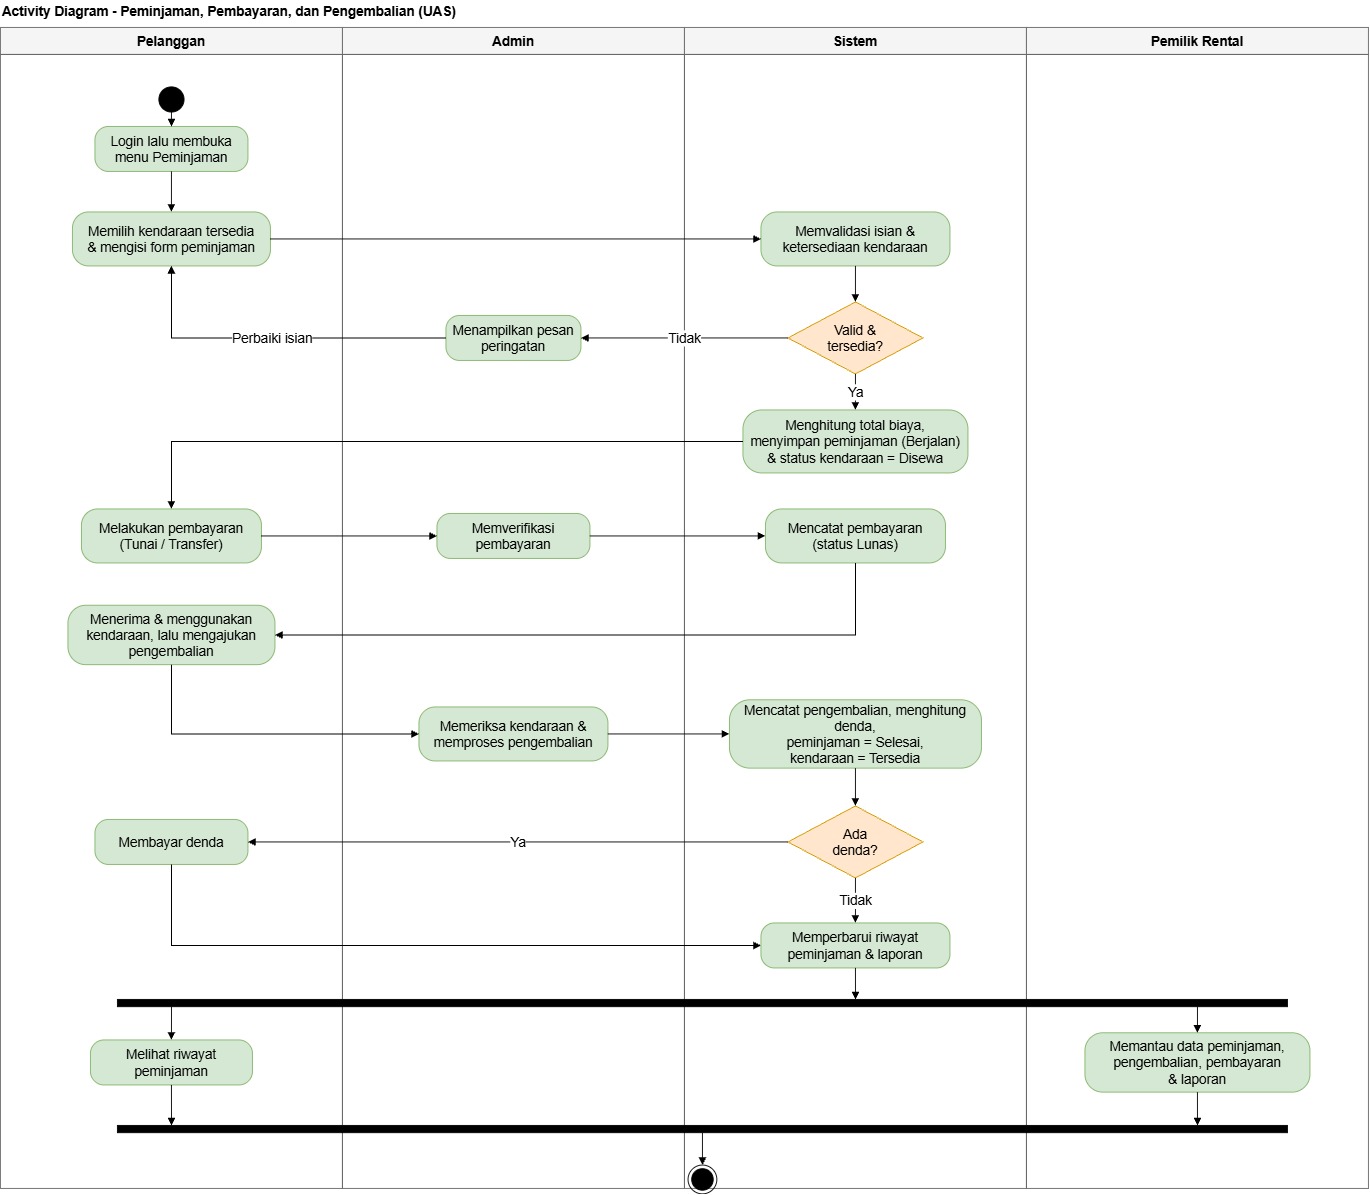 Activity Diagram - Peminjaman, Pembayaran, dan Pengembalian (UAS)
Pelanggan
Admin
Sistem
Pemilik Rental
Login lalu membuka
menu Peminjaman
Memilih kendaraan tersedia
& mengisi form peminjaman
Memvalidasi isian &
ketersediaan kendaraan
Perbaiki isian
Menampilkan pesan
peringatan
Tidak
Valid &
tersedia?
Ya
Menghitung total biaya,
menyimpan peminjaman (Berjalan)
& status kendaraan = Disewa
Melakukan pembayaran
(Tunai / Transfer)
Memverifikasi
pembayaran
Mencatat pembayaran
(status Lunas)
Menerima & menggunakan
kendaraan, lalu mengajukan
pengembalian
Memeriksa kendaraan &
memproses pengembalian
Mencatat pengembalian, menghitung
denda,
peminjaman = Selesai,
kendaraan = Tersedia
Membayar denda
Ya
Ada
denda?
Tidak
Memperbarui riwayat
peminjaman & laporan
Melihat riwayat
peminjaman
Memantau data peminjaman,
pengembalian, pembayaran
& laporan